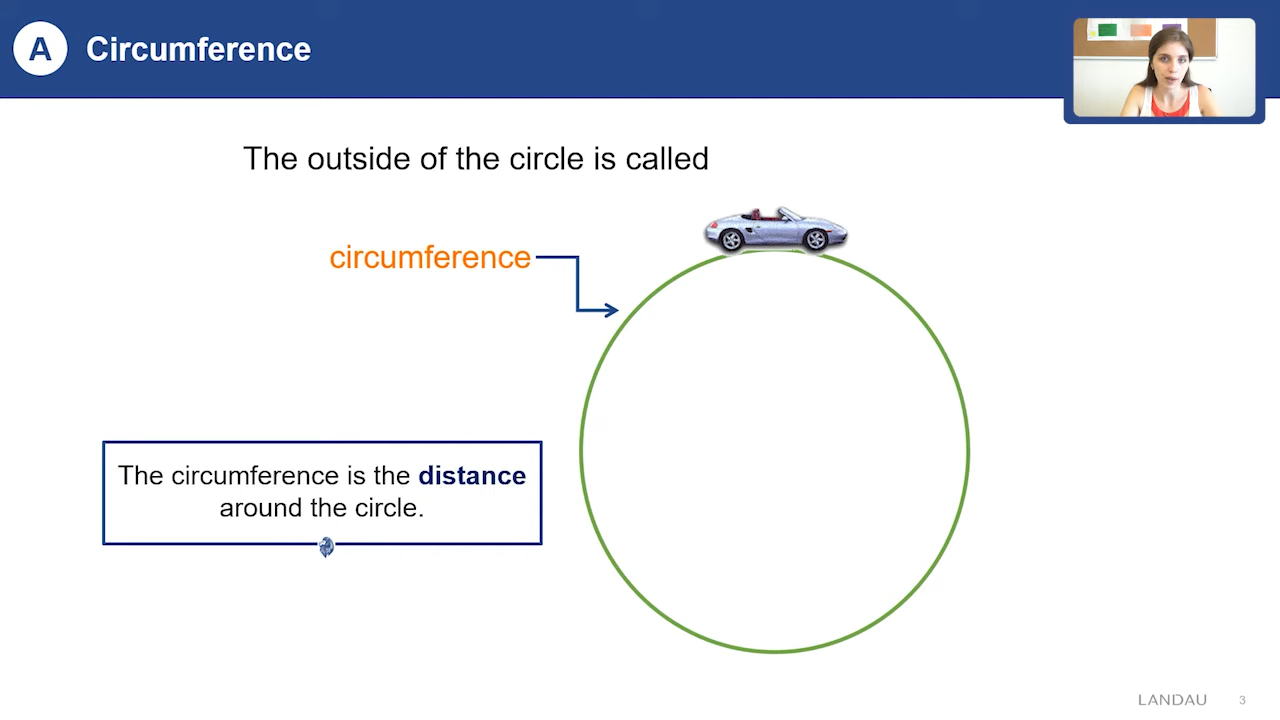 A
Circumference
The outside of the circle is called
circumference
The circumference is the distance
around the circle.
LANDAU
3